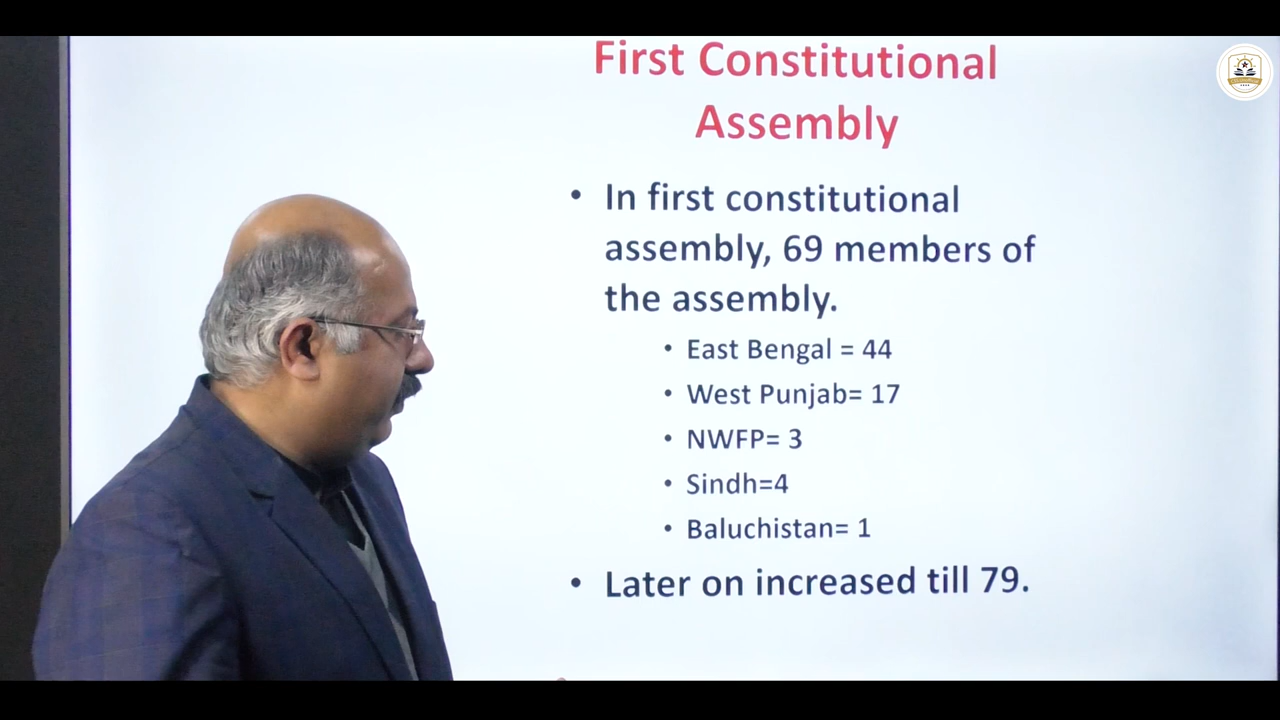 First Constitutional
Assembly
• In first constitutional
assembly, 69 members of
the assembly.
• East Bengal = 44
• West Punjab= 17
• NWFP= 3
• Sindh=4
• Baluchistan= 1
• Later on increased till 79.